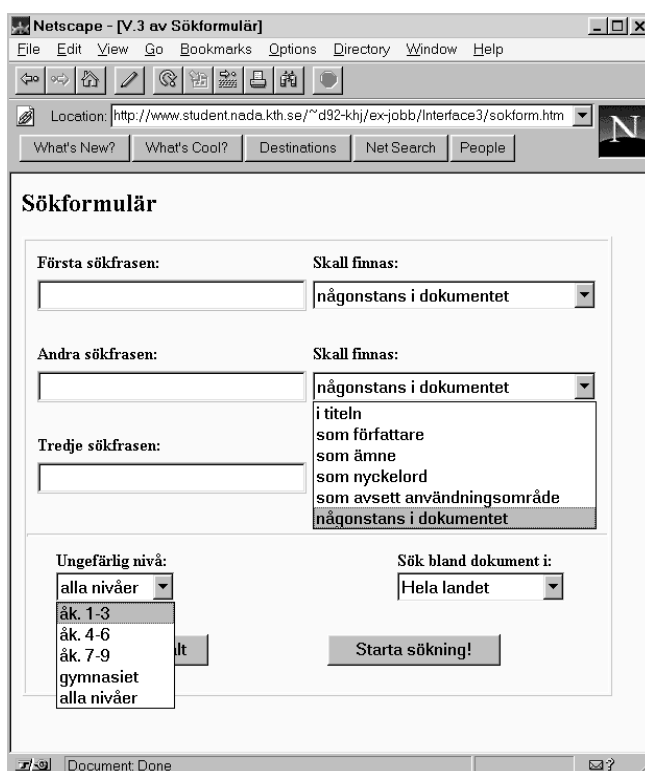 Netscape - [V.3 av Sökformulär]
File Edit View Go Bookmarks Options Directory Window Help
Location: http://www.student.nada.kth.se/~d92-khj/ex-jobb/Interface3/sokform.htm
N
What's New? What's Cool? Destinations Net Search People
Sökformulär
Första sökfrasen: Skall finnas:
någonstans i dokumentet
Andra sökfrasen: Skall finnas:
någonstans i dokumentet
i titeln
som författare
Tredje sökfrasen: som ämne
som nyckelord
som avsett användningsområde
någonstans i dokumentet
Ungefärlig nivå: Sök bland dokument i:
alla nivåer Hela landet
åk. 1-3
åk. 4-6
åk. 7-9 lt Starta sökning!
gymnasiet
alla nivåer
Document: Done ?